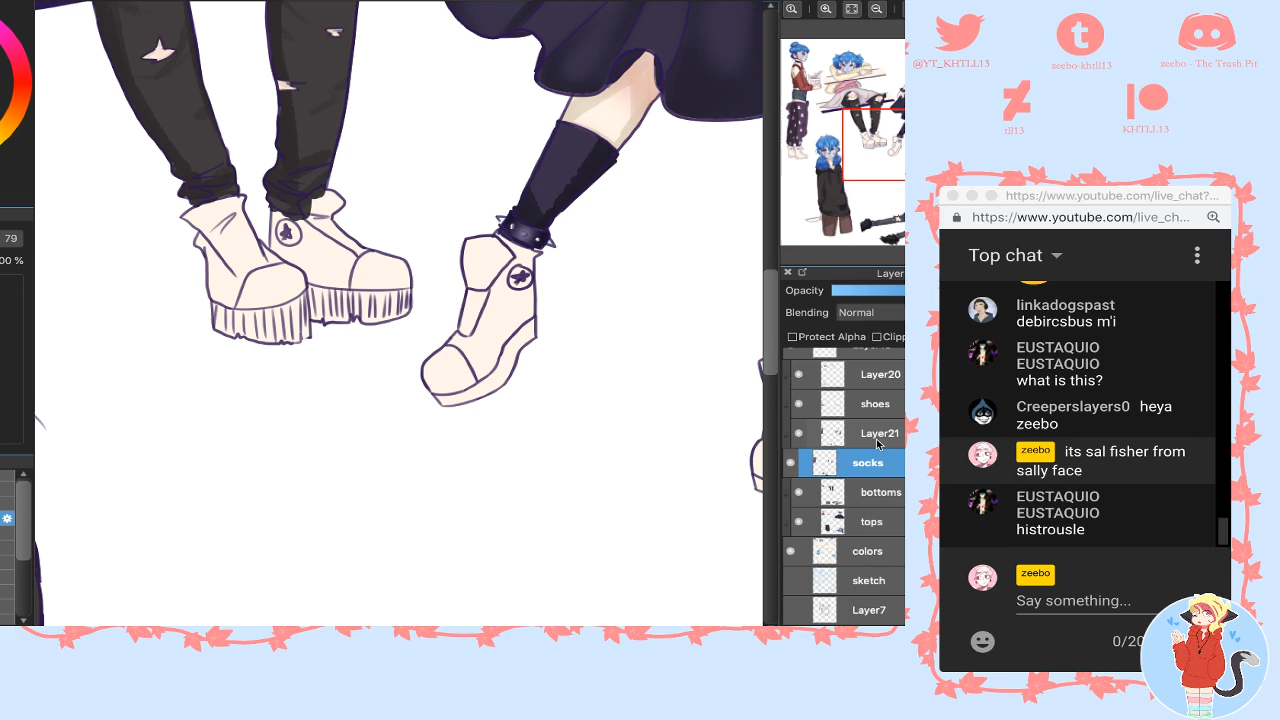 79
00 %
Layer
Opacity
Blending Normal
Protect Alpha Clipp
Layer20
shoes
Layer21
socks
bottoms
tops
colors
sketch
Layer7
@YT_KHTLL13
zeebo-khtll13
zeebo - The Trash Pit
tll13
KHTLL13
https://www.youtube.com/live_chat?...
https://www.youtube.com/live_ch...
Top chat
linkadogspast
debircsbus m'i
EUSTAQUIO
EUSTAQUIO
what is this?
Creeperslayers0 heya
zeebo
zeebo its sal fisher from
sally face
EUSTAQUIO
EUSTAQUIO
histrousle
zeebo
Say something...
0/20